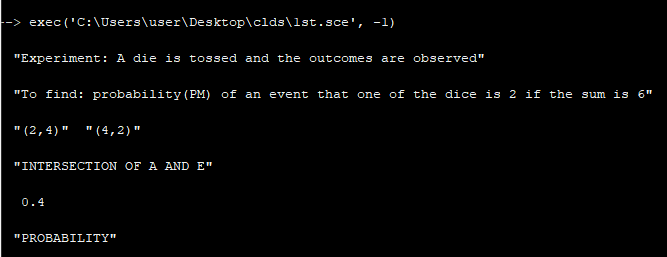 --> exec('C:\Users\user\Desktop\clds\1st.sce', -1)
"Experiment: A die is tossed and the outcomes are observed"
"To find: probability(PM) of an event that one of the dice is 2 if the sum is 6"
"(2,4)"  "(4,2)"
"INTERSECTION OF A AND E"
0.4
"PROBABILITY"